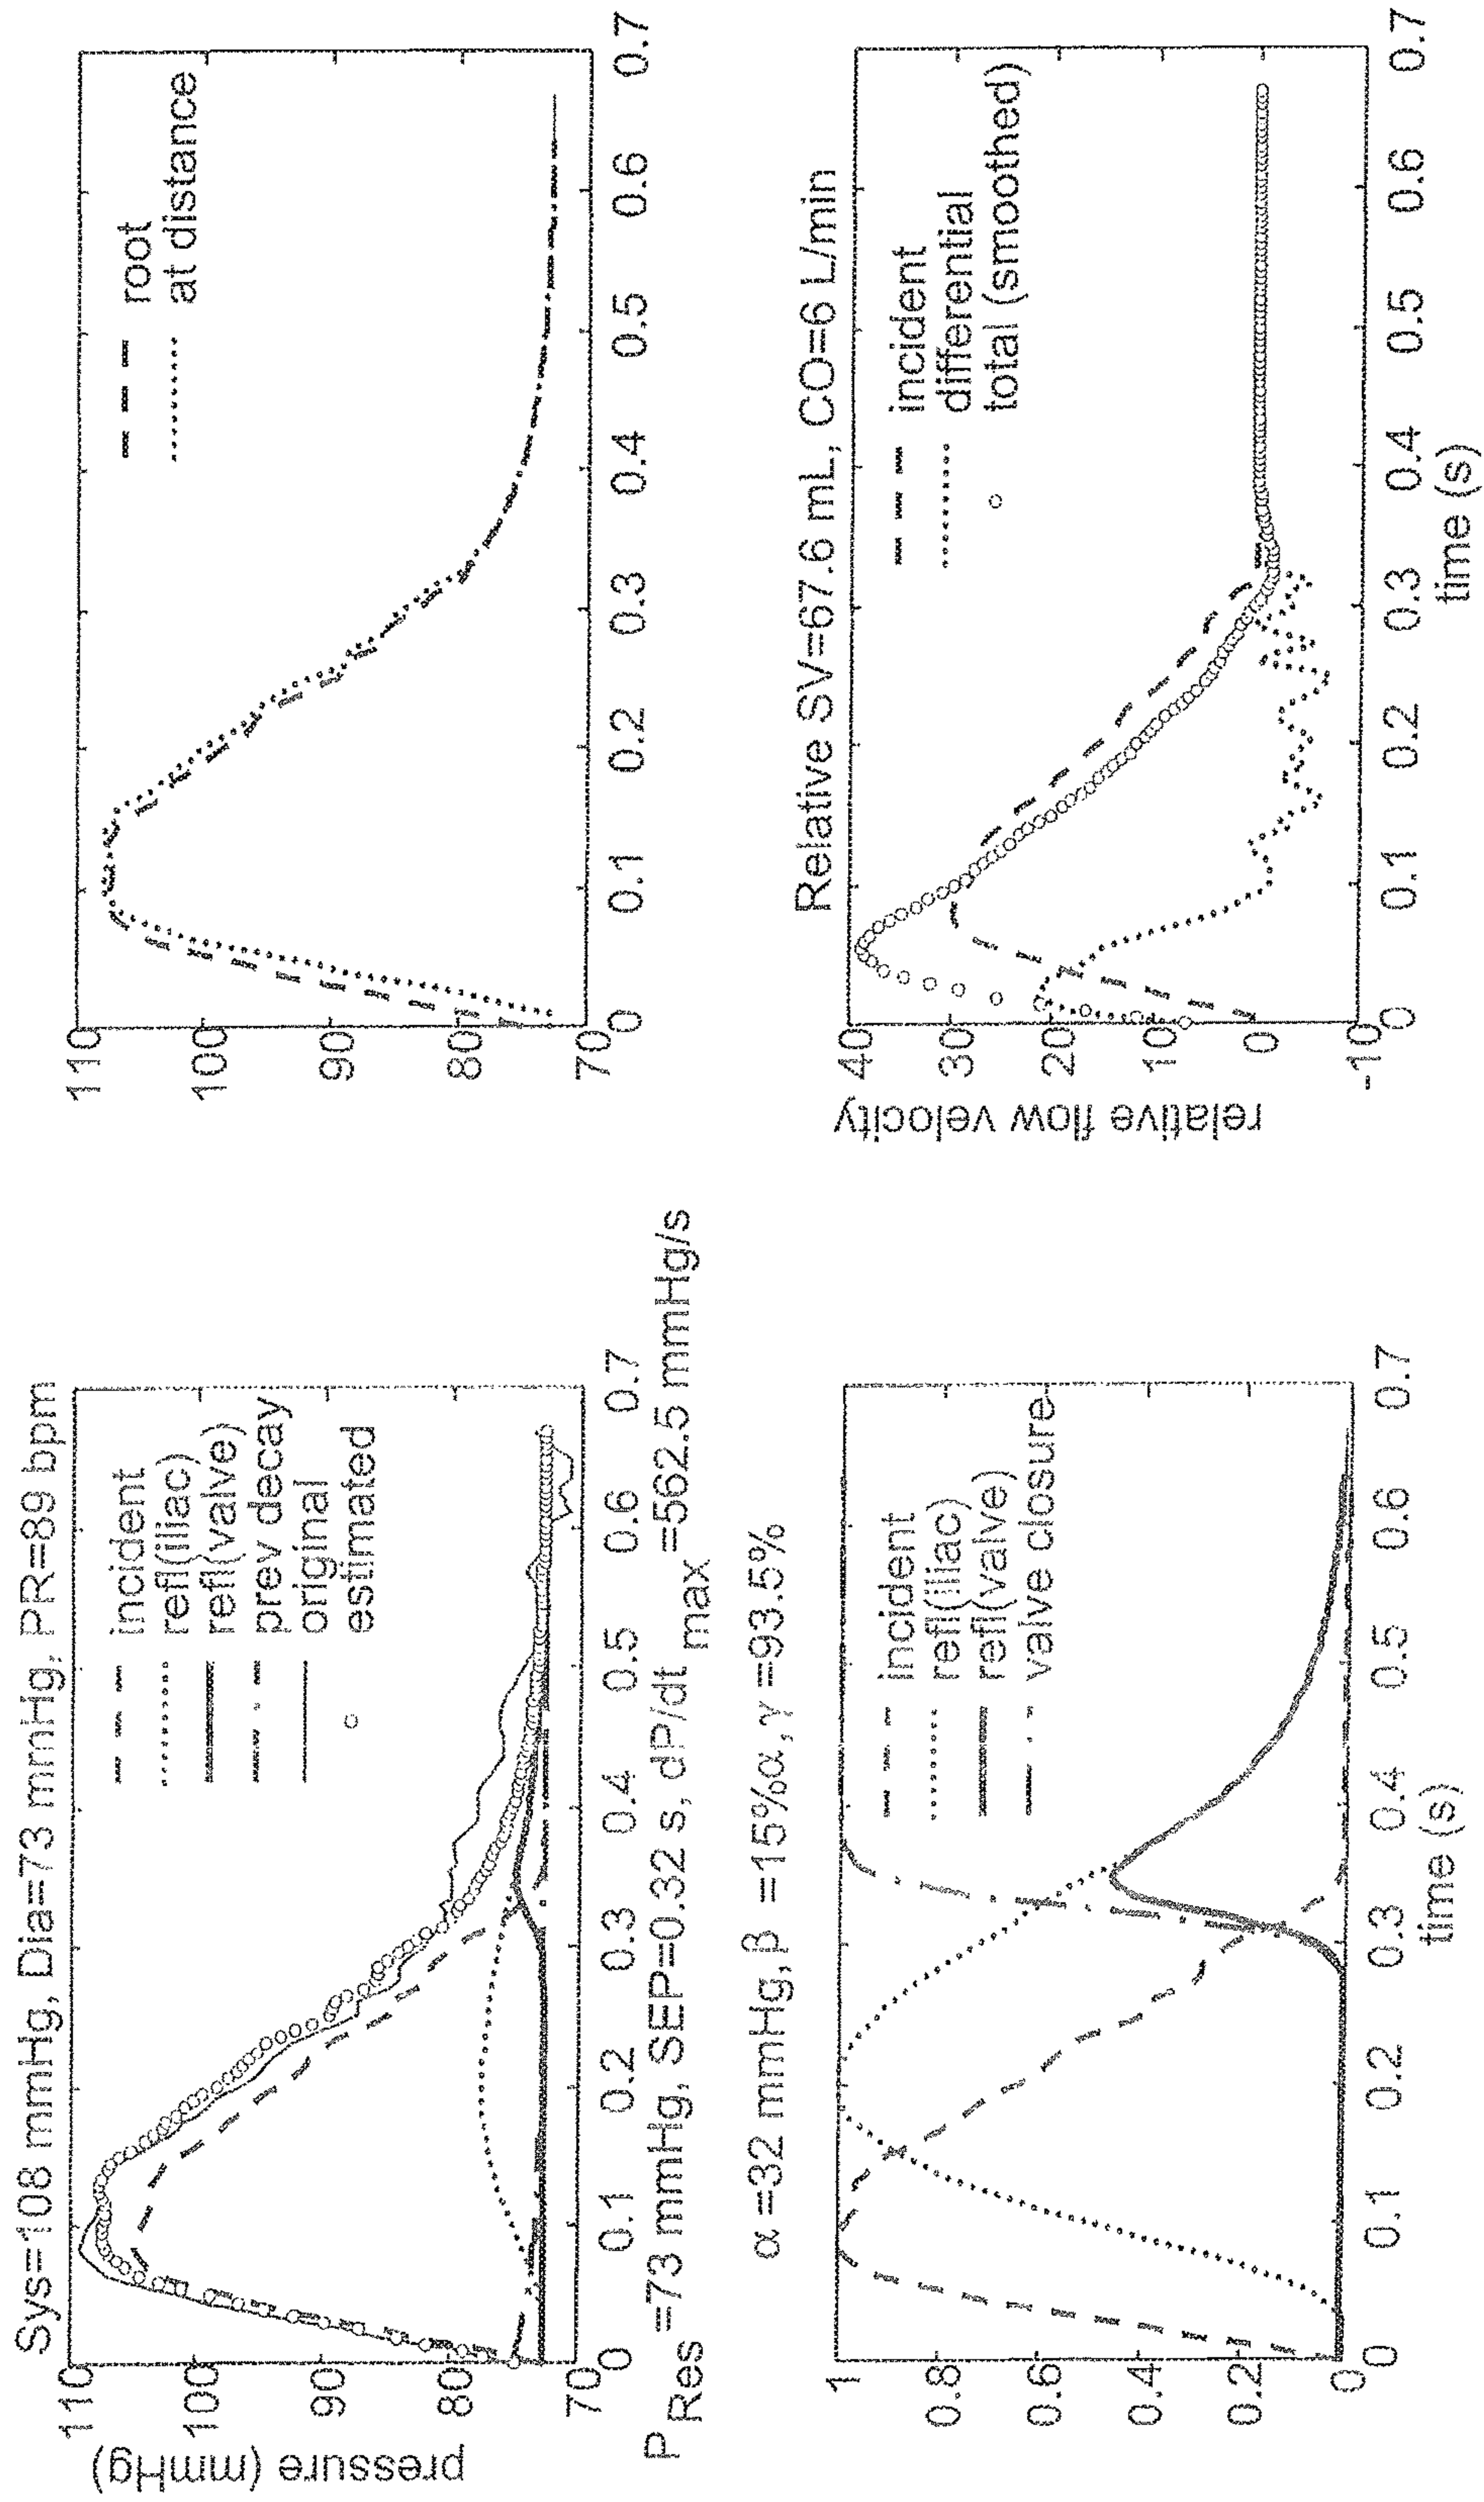 Sys=108 mmHg, Dia=73 mmHg, PR=89 bpm
pressure (mmHg)
110
100
90
80
70
0
0.1
0.2
0.3
0.4
0.5
0.6
0.7
incident
refl(iliac)
refl(valve)
prev decay
original
estimated
110
100
90
80
70
0
0.1
0.2
0.3
0.4
0.5
0.6
0.7
root
at distance
P Res =73 mmHg, SEP=0.32 s, dP/dt max =562.5 mmHg/s
α =32 mmHg, β =15%α, γ =93.5%
1
0.8
0.6
0.4
0.2
0
0
0.1
0.2
0.3
0.4
0.5
0.6
0.7
time (s)
incident
refl(iliac)
refl(valve)
valve closure
Relative SV=67.6 mL, CO=6 L/min
relative flow velocity
40
30
20
10
0
-10
0
0.1
0.2
0.3
0.4
0.5
0.6
0.7
time (s)
incident
differential
total (smoothed)